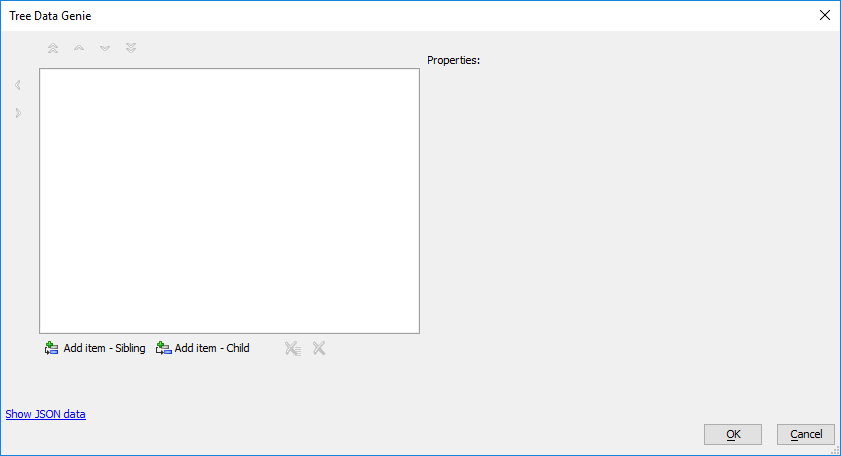 Tree Data Genie
Properties:
Add item - Sibling
Add item - Child
Show JSON data
OK
Cancel